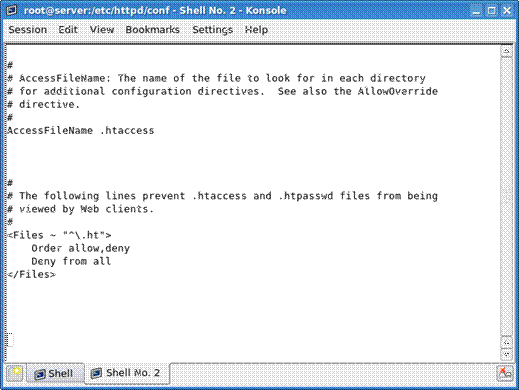 root@server:/etc/httpd/conf - Shell No. 2 - Konsole
Session Edit View Bookmarks Settings Help
#
# AccessFileName: The name of the file to look for in each directory
# for additional configuration directives.  See also the AllowOverride
# directive.
#
AccessFileName .htaccess
#
# The following lines prevent .htaccess and .htpasswd files from being
# viewed by Web clients.
#
<Files ~ "^\.ht">
    Order allow,deny
    Deny from all
</Files>
Shell Shell No. 2